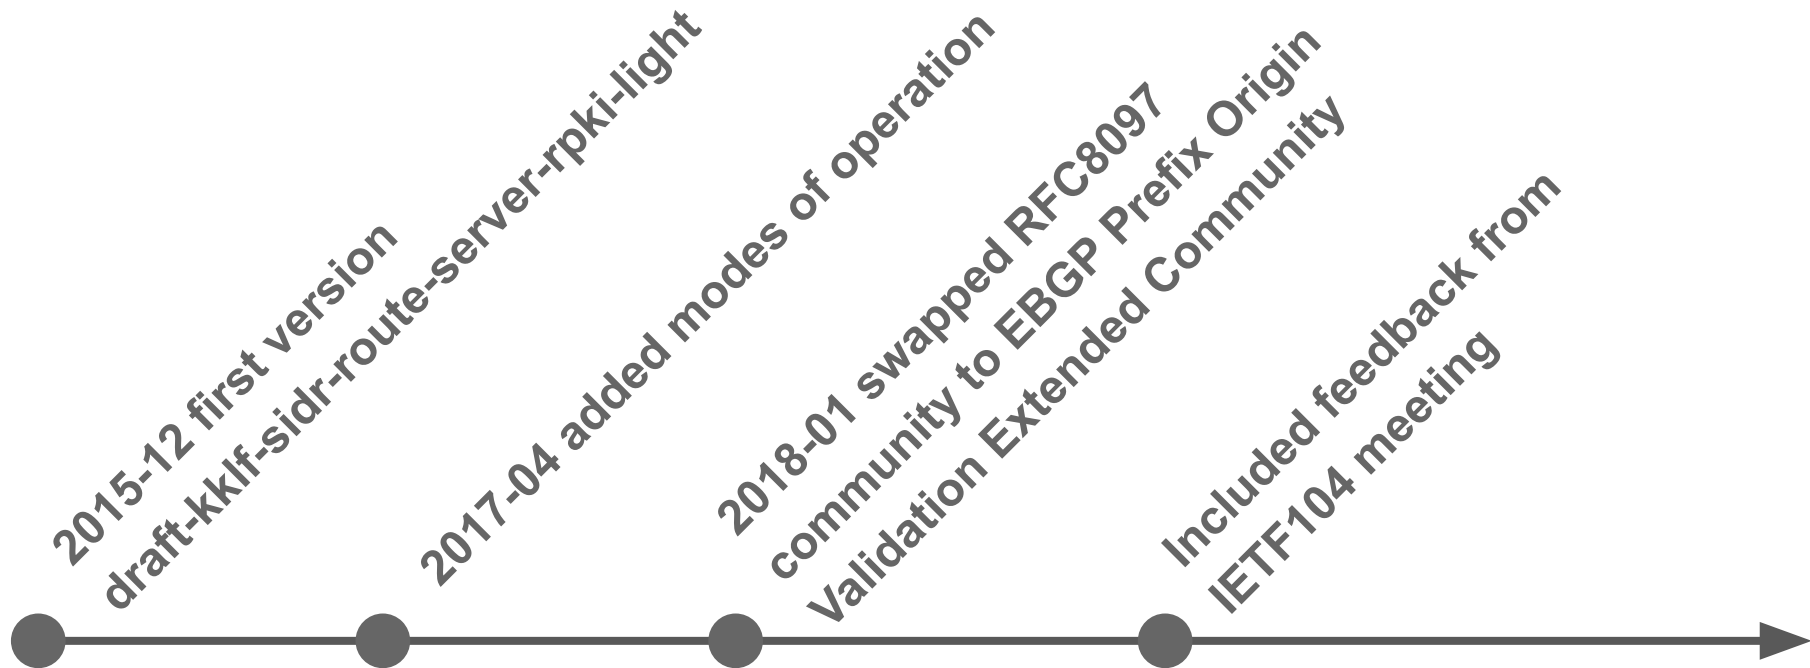 2015-12 first version
draft-kklf-sidr-route-server-rpki-light
2017-04 added modes of operation
2018-01 swapped RFC8097
community to EBGP Prefix Origin
Validation Extended Community
Included feedback from
IETF104 meeting